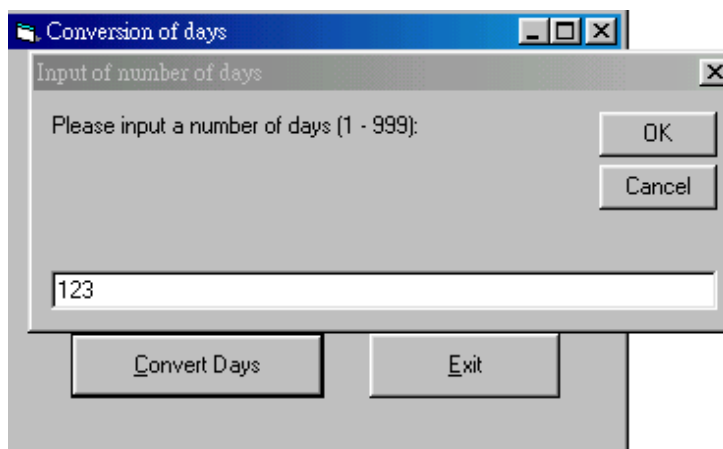 Conversion of days
Input of number of days
Please input a number of days (1 - 999):
OK
Cancel
123
Convert Days
Exit